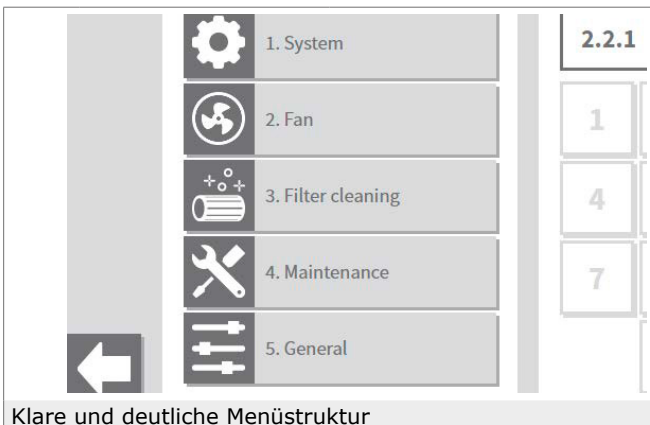 1. System
2.2.1
2. Fan
1
3. Filter cleaning
4
4. Maintenance
7
5. General
Klare und deutliche Menüstruktur